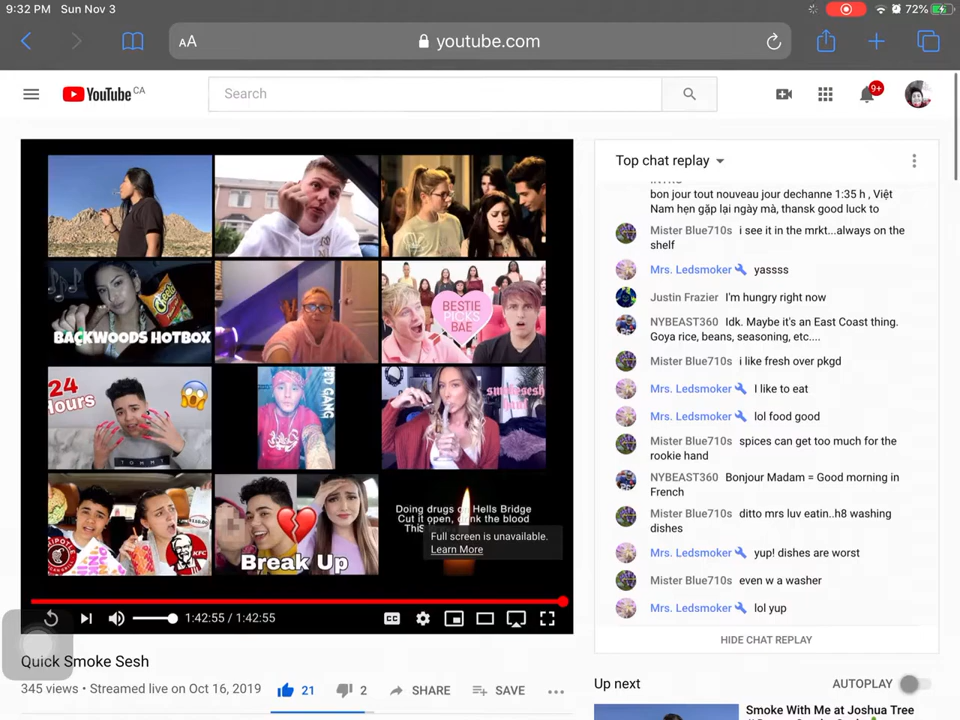 9:32 PM Sun Nov 3
72%
AA
youtube.com
YouTube CA
Search
9+
BACKWOODS HOTBOX
Cheetos
BESTIE
PICKS
BAE
24
Hours
TOMMY
smokesesh
CHIPOTLE
KFC
Break Up
Doing drugs
Hells Bridge
Cut it open,
the blood
Full screen is unavailable.
Learn More
1:42:55 / 1:42:55
CC
Quick Smoke Sesh
345 views • Streamed live on Oct 16, 2019
21
2
SHARE
SAVE
Top chat replay
INTRO
bon jour tout nouveau jour dechanne 1:35 h , Việt
Nam hẹn gặp lại ngày mà, thansk good luck to
Mister Blue710s i see it in the mrkt...always on the
shelf
Mrs. Ledsmoker yassss
Justin Frazier I'm hungry right now
NYBEAST360 Idk. Maybe it's an East Coast thing.
Goya rice, beans, seasoning, etc....
Mister Blue710s i like fresh over pkgd
Mrs. Ledsmoker I like to eat
Mrs. Ledsmoker lol food good
Mister Blue710s spices can get too much for the
rookie hand
NYBEAST360 Bonjour Madam = Good morning in
French
Mister Blue710s ditto mrs luv eatin..h8 washing
dishes
Mrs. Ledsmoker yup! dishes are worst
Mister Blue710s even w a washer
Mrs. Ledsmoker lol yup
HIDE CHAT REPLAY
Up next
AUTOPLAY
Smoke With Me at Joshua Tree